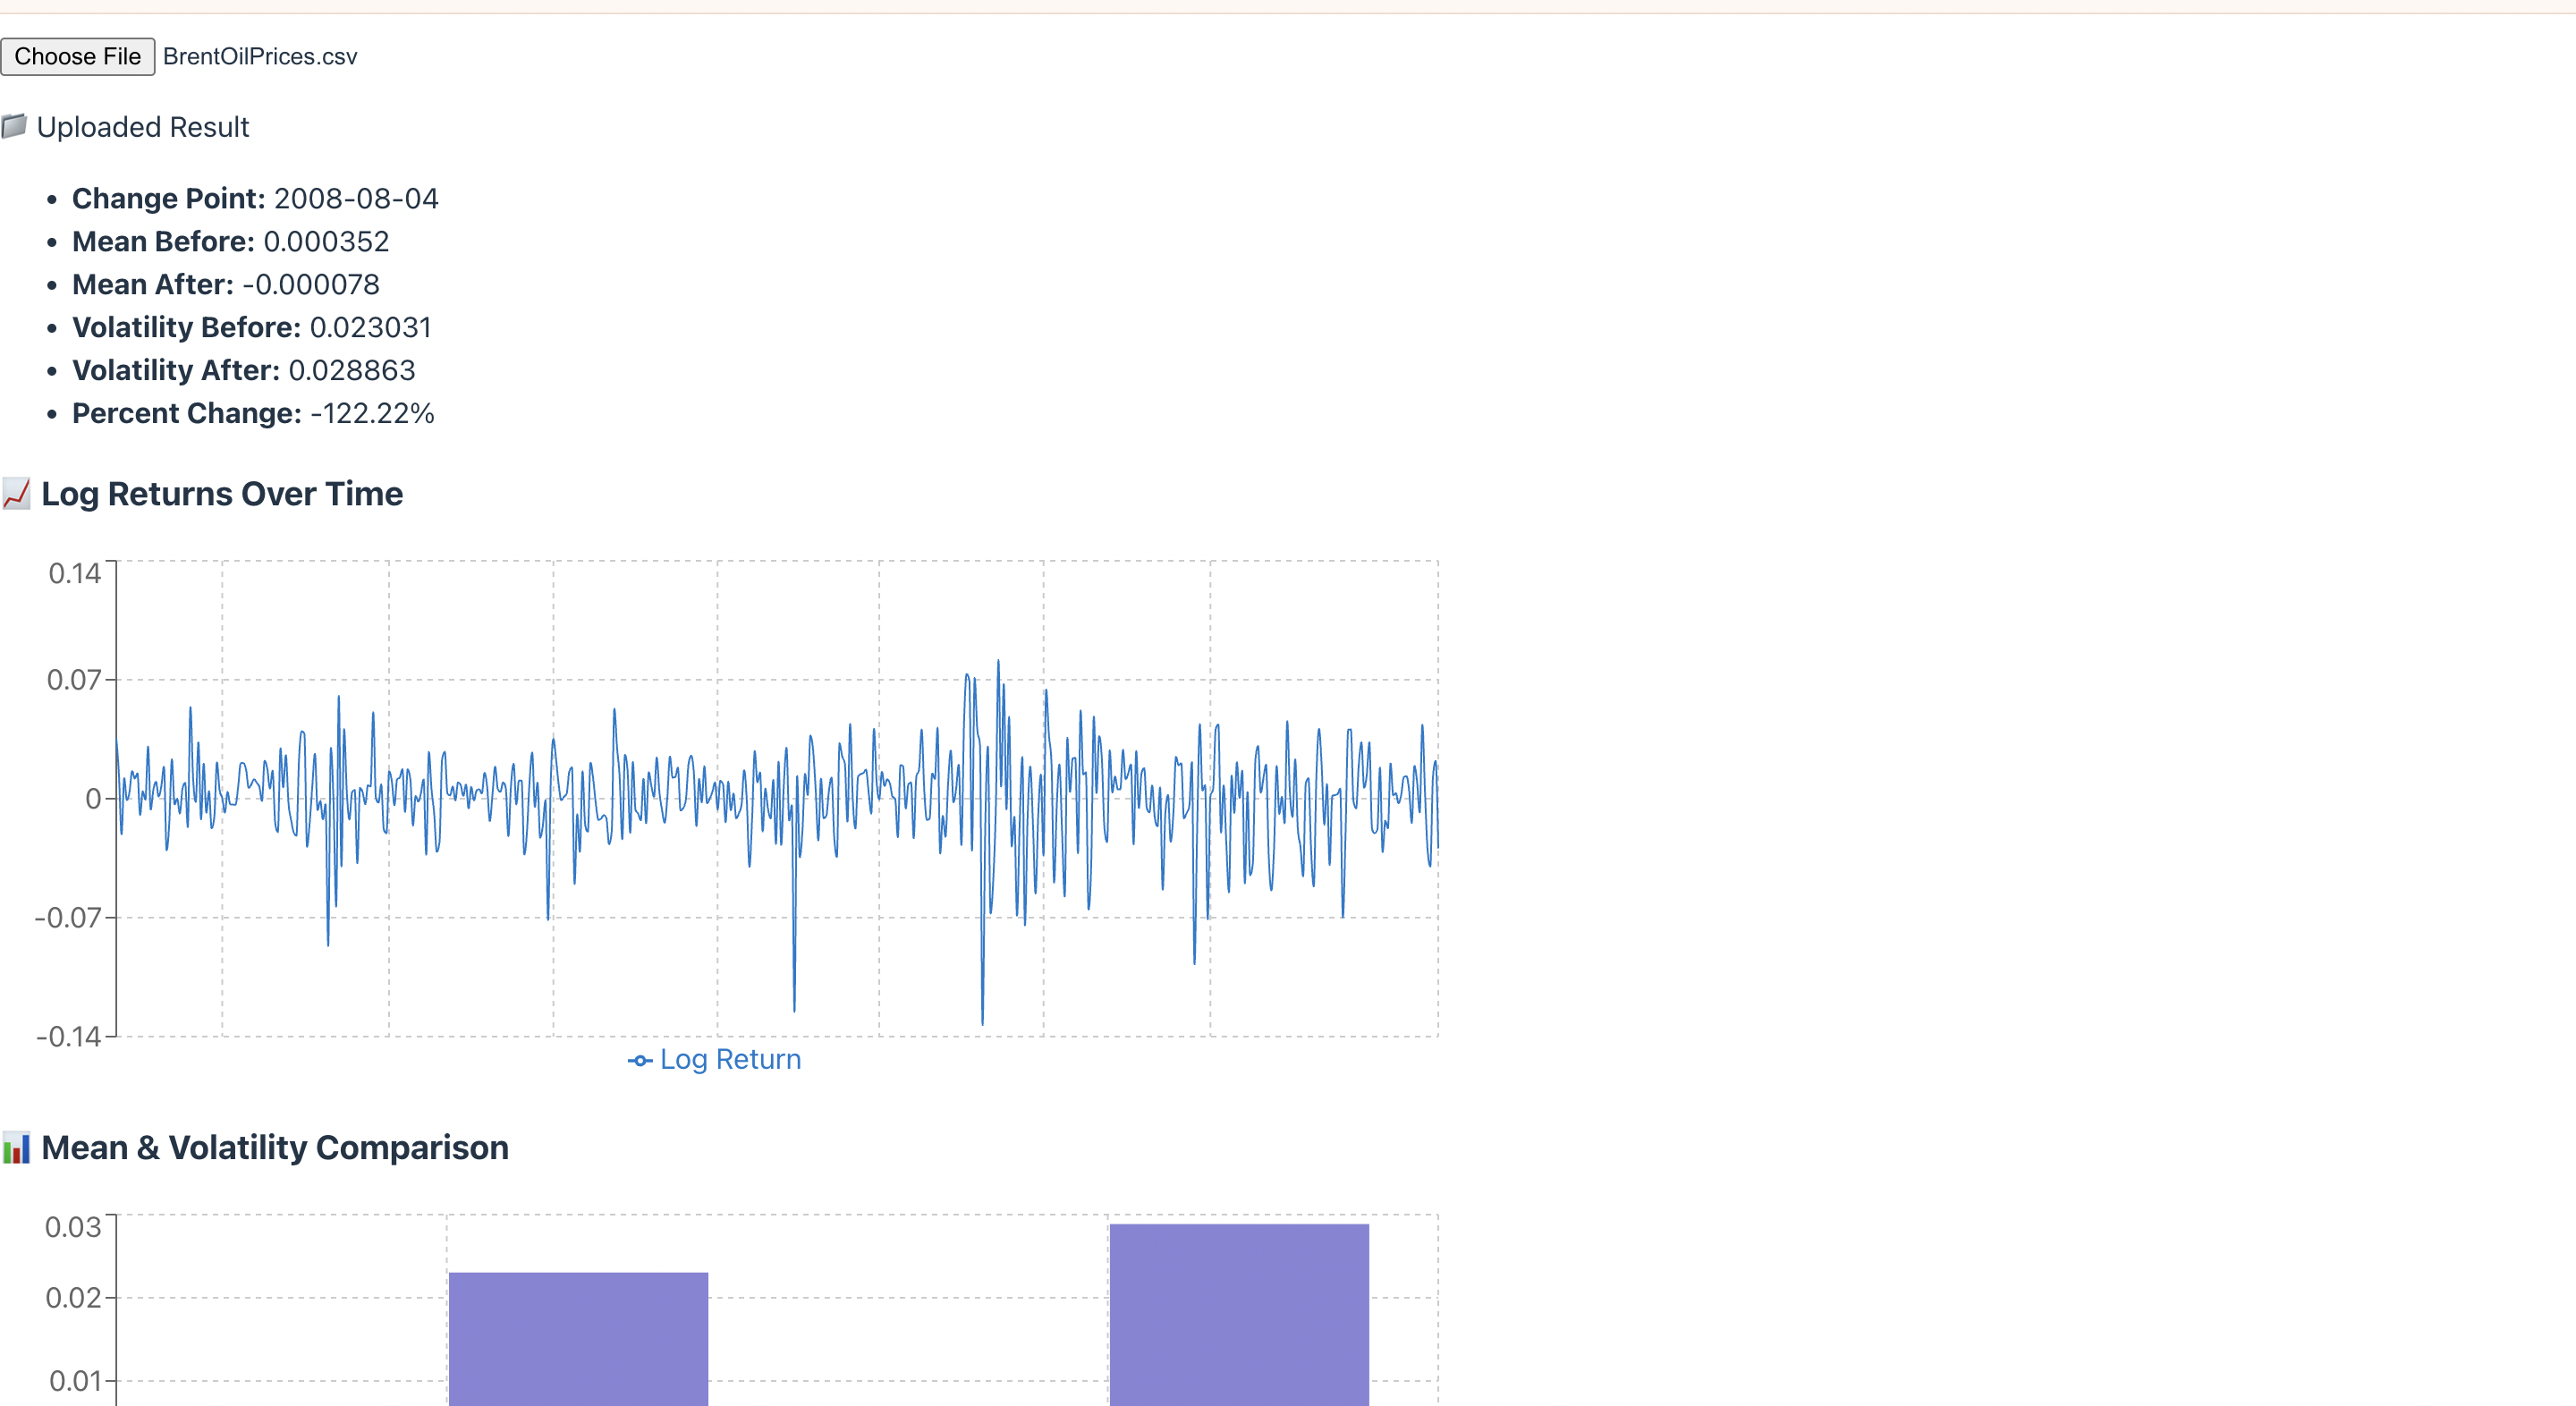 Choose File BrentOilPrices.csv
📁 Uploaded Result
• Change Point: 2008-08-04
• Mean Before: 0.000352
• Mean After: -0.000078
• Volatility Before: 0.023031
• Volatility After: 0.028863
• Percent Change: -122.22%
📈 Log Returns Over Time
0.14
0.07
0
-0.07
-0.14
Log Return
📊 Mean & Volatility Comparison
0.03
0.02
0.01